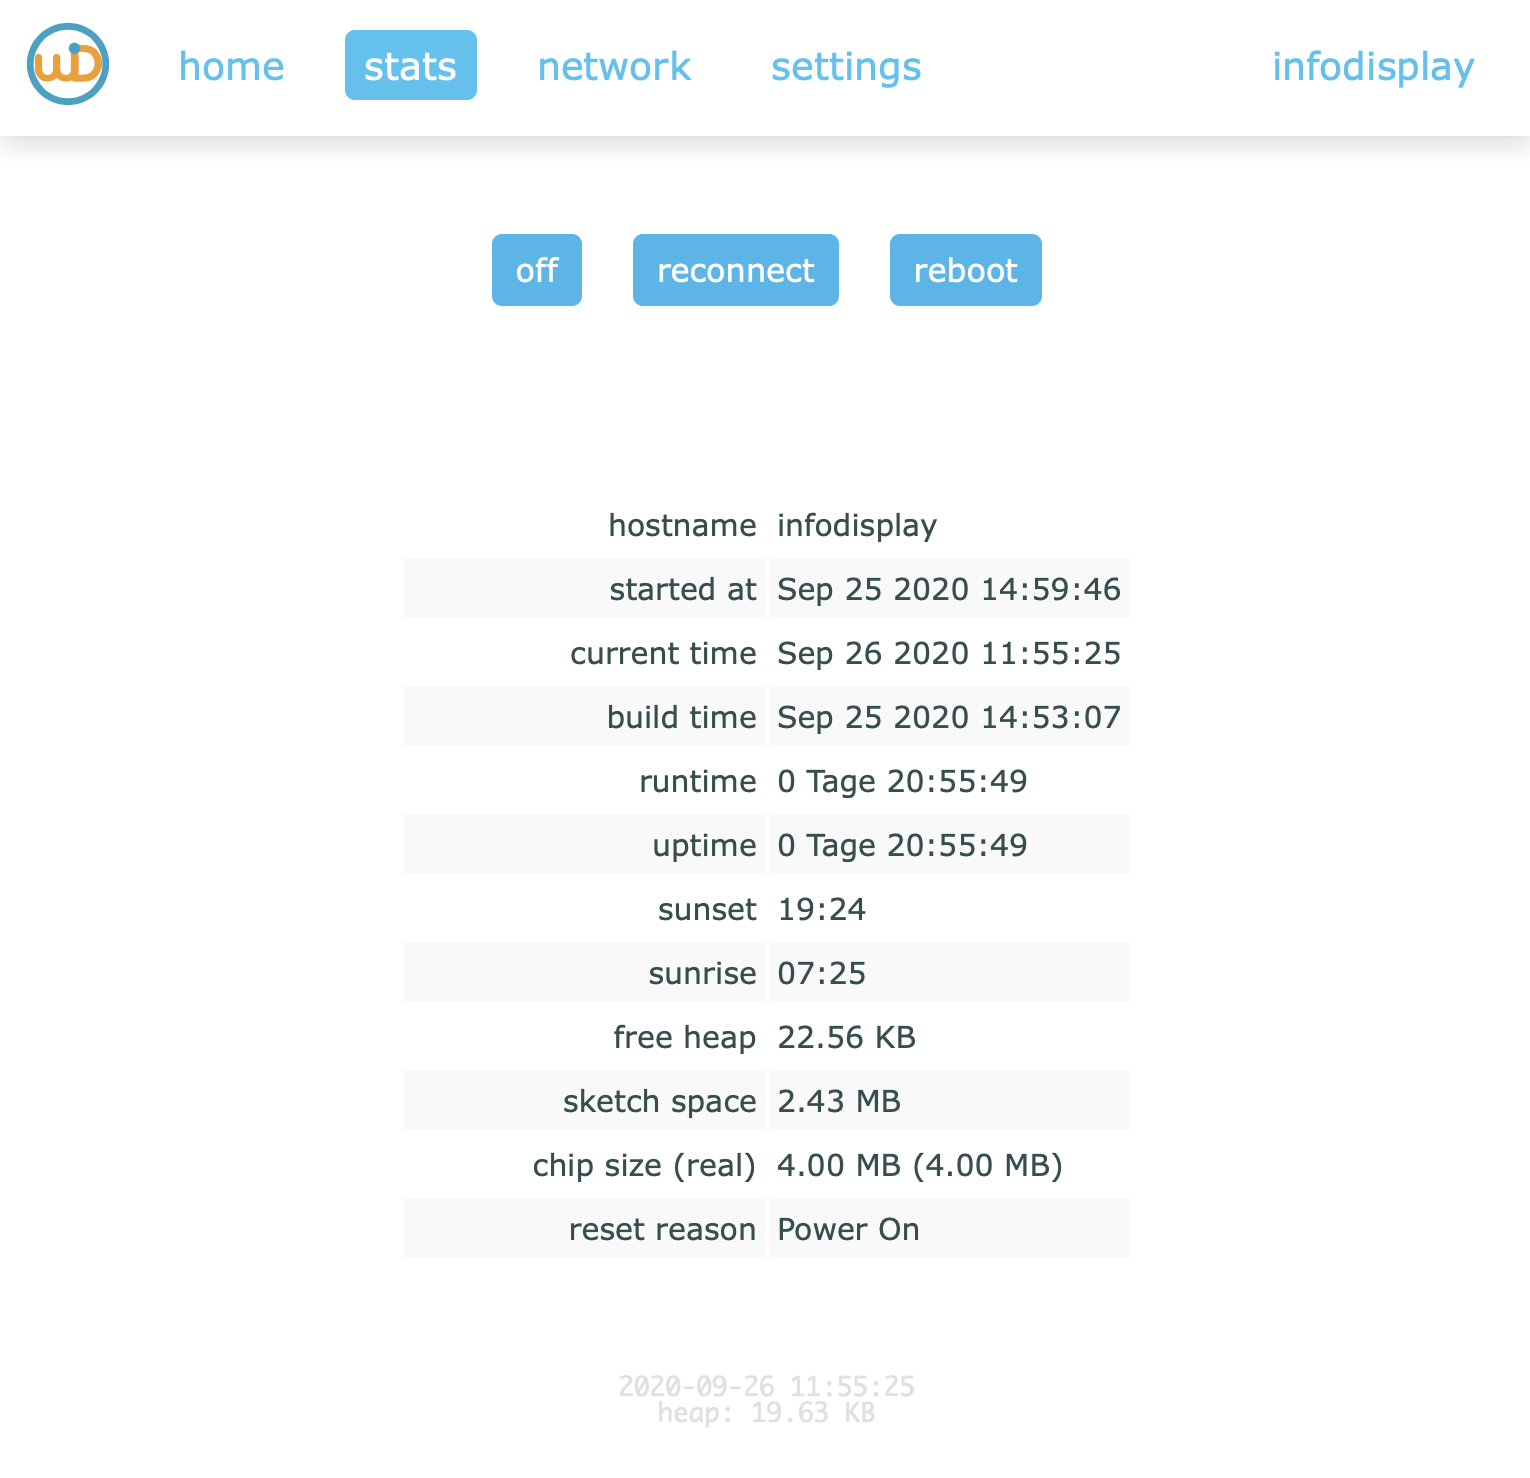 wiD home stats network settings infodisplay
off reconnect reboot
hostname infodisplay
started at Sep 25 2020 14:59:46
current time Sep 26 2020 11:55:25
build time Sep 25 2020 14:53:07
runtime 0 Tage 20:55:49
uptime 0 Tage 20:55:49
sunset 19:24
sunrise 07:25
free heap 22.56 KB
sketch space 2.43 MB
chip size (real) 4.00 MB (4.00 MB)
reset reason Power On
2020-09-26 11:55:25
heap: 19.63 KB